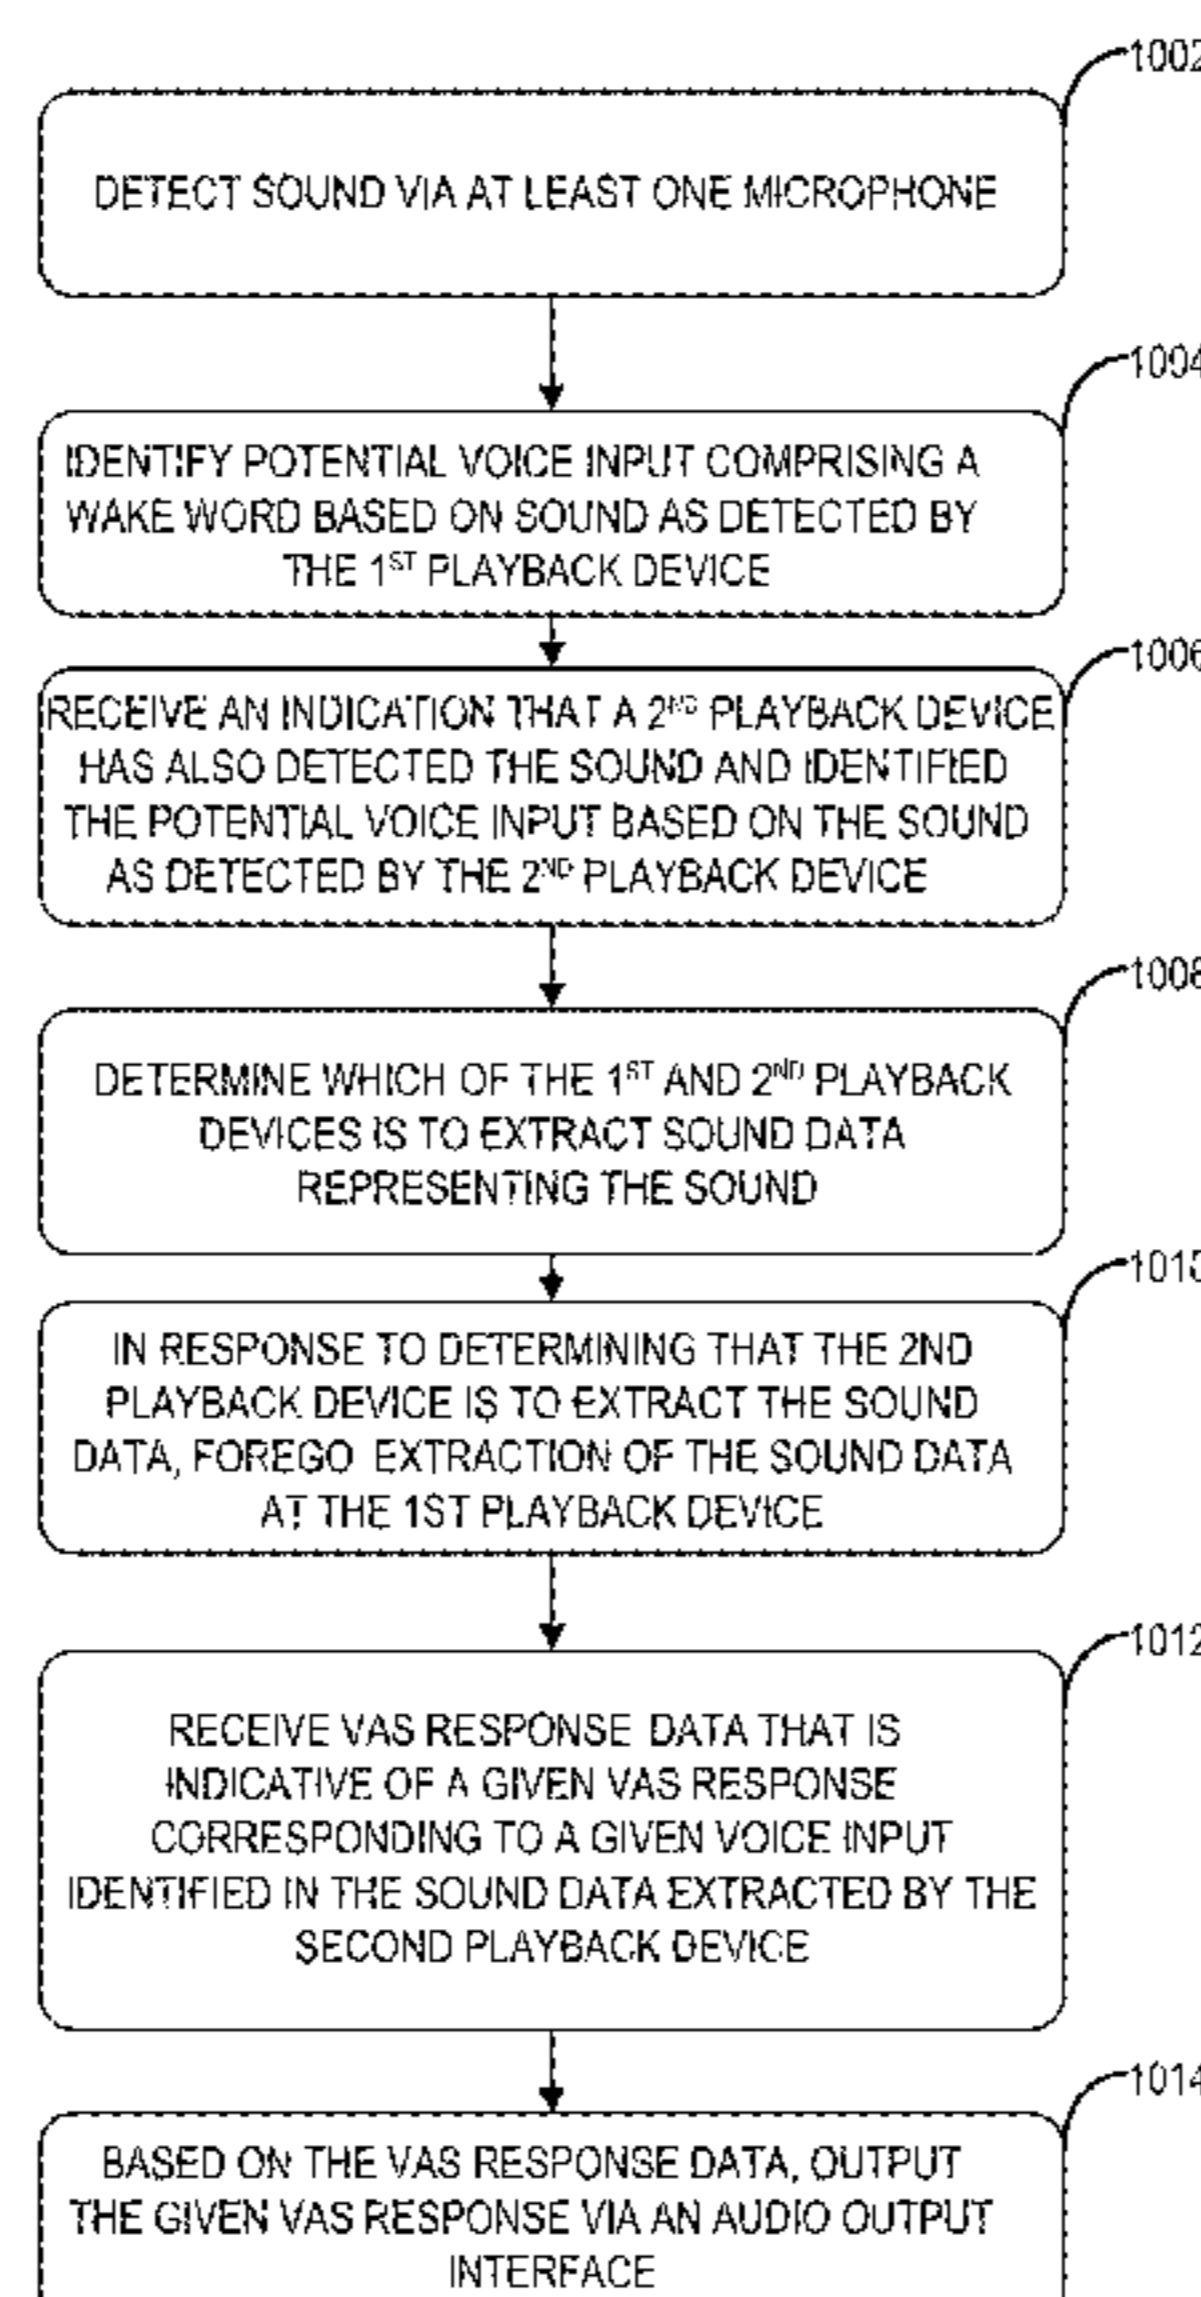 1002
DETECT SOUND VIA AT LEAST ONE MICROPHONE
1004
IDENTIFY POTENTIAL VOICE INPUT COMPRISING A
WAKE WORD BASED ON SOUND AS DETECTED BY
THE 1ST PLAYBACK DEVICE
1006
RECEIVE AN INDICATION THAT A 2ND PLAYBACK DEVICE
HAS ALSO DETECTED THE SOUND AND IDENTIFIED
THE POTENTIAL VOICE INPUT BASED ON THE SOUND
AS DETECTED BY THE 2ND PLAYBACK DEVICE
1008
DETERMINE WHICH OF THE 1ST AND 2ND PLAYBACK
DEVICES IS TO EXTRACT SOUND DATA
REPRESENTING THE SOUND
IN RESPONSE TO DETERMINING THAT THE 2ND
PLAYBACK DEVICE IS TO EXTRACT THE SOUND
DATA, FOREGO EXTRACTION OF THE SOUND DATA
AT THE 1ST PLAYBACK DEVICE
1012
RECEIVE VAS RESPONSE DATA THAT IS
INDICATIVE OF A GIVEN VAS RESPONSE
CORRESPONDING TO A GIVEN VOICE INPUT
IDENTIFIED IN THE SOUND DATA EXTRACTED BY THE
SECOND PLAYBACK DEVICE
1014
BASED ON THE VAS RESPONSE DATA, OUTPUT
THE GIVEN VAS RESPONSE VIA AN AUDIO OUTPUT
INTERFACE